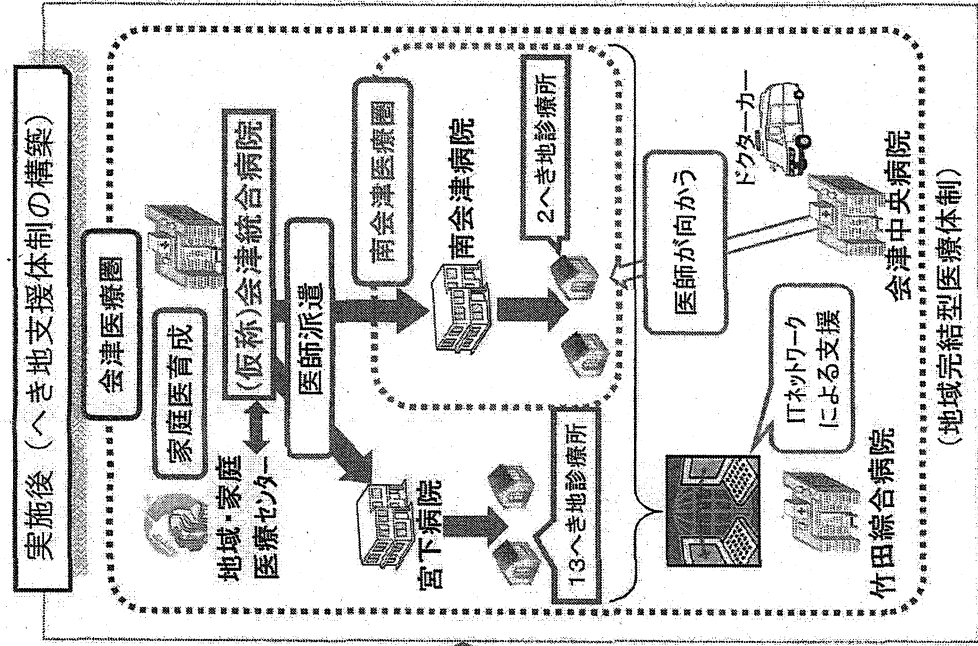 実施後(へき地支援体制の構築)
会津医療圏
家庭医育成
地域・家庭
医療センター
(仮称)会津統合病院
医師派遣
南会津医療圏
宮下病院
南会津病院
13へき地診療所
2へき地診療所
医師が向かう
ITネットワーク
による支援
ドクターカー
竹田綜合病院
会津中央病院
(地域完結型医療体制)